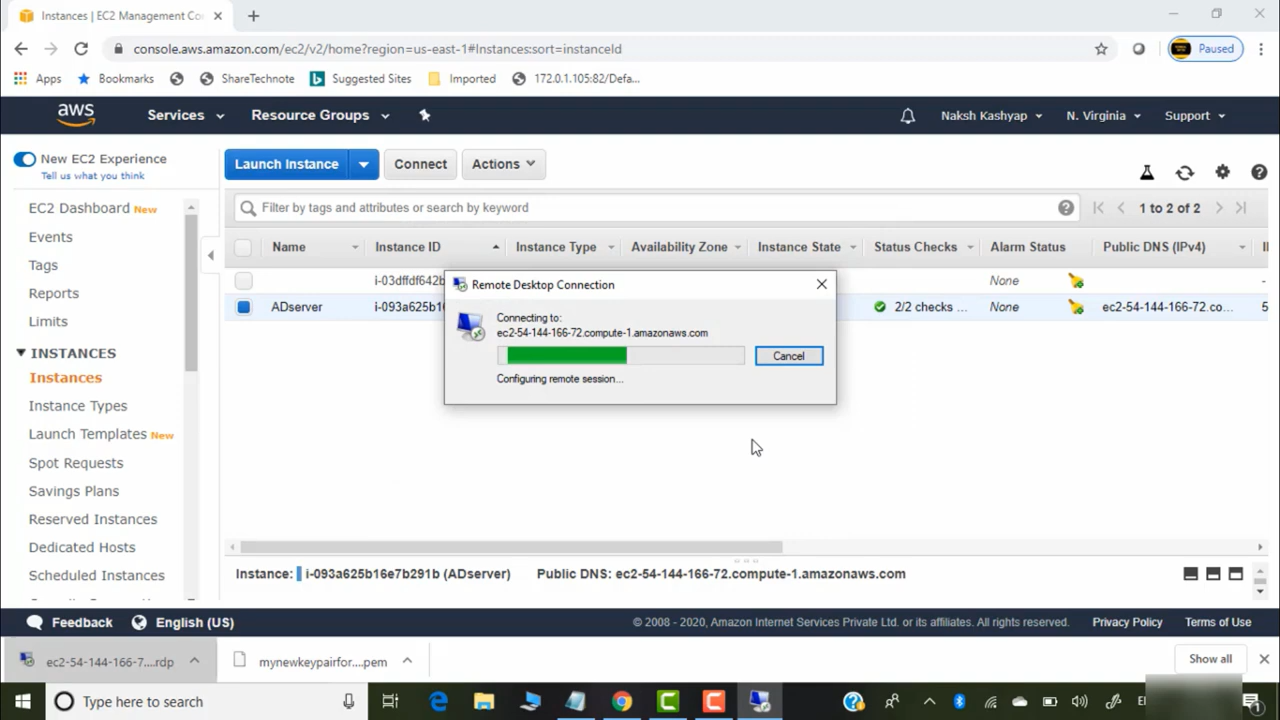 Instances | EC2 Management Co
console.aws.amazon.com/ec2/v2/home?region=us-east-1#Instances:sort=instanceId
Paused
Apps Bookmarks ShareTechnote Suggested Sites Imported 172.0.1.105:82/Defa...
aws Services Resource Groups Naksh Kashyap N. Virginia Support
New EC2 Experience
Tell us what you think
Launch Instance Connect Actions
EC2 Dashboard New
Events
Tags
Reports
Limits
INSTANCES
Instances
Instance Types
Launch Templates New
Spot Requests
Savings Plans
Reserved Instances
Dedicated Hosts
Scheduled Instances
Filter by tags and attributes or search by keyword
1 to 2 of 2
Name Instance ID Instance Type Availability Zone Instance State Status Checks Alarm Status Public DNS (IPv4)
i-03dffdf642b None -
ADserver i-093a625b16 2/2 checks ... None ec2-54-144-166-72.co...
Remote Desktop Connection
Connecting to:
ec2-54-144-166-72.compute-1.amazonaws.com
Cancel
Configuring remote session...
Instance: i-093a625b16e7b291b (ADserver) Public DNS: ec2-54-144-166-72.compute-1.amazonaws.com
Feedback English (US) © 2008 - 2020, Amazon Internet Services Private Ltd. or its affiliates. All rights reserved. Privacy Policy Terms of Use
ec2-54-144-166-7....rdp mynewkeypairfor....pem Show all
Type here to search
1